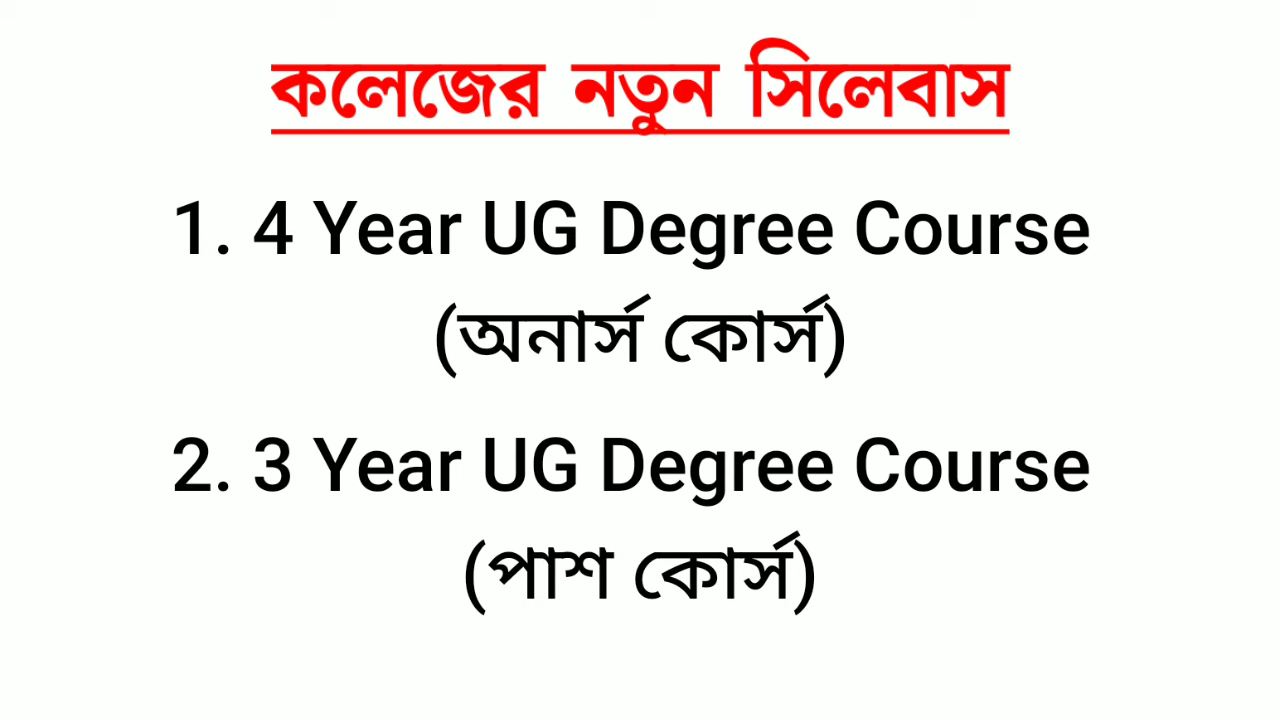 কলেজের নতুন সিলেবাস
1. 4 Year UG Degree Course
(অনার্স কোর্স)
2. 3 Year UG Degree Course
(পাশ কোর্স)